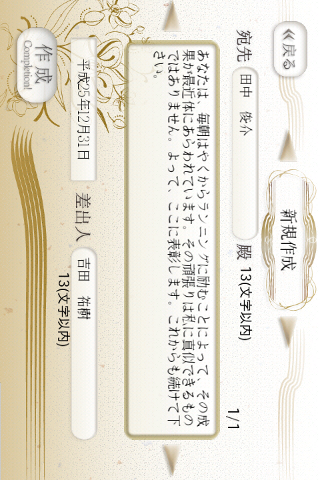 戻る
新規作成
宛先
田中　俊介
殿
13(文字以内)
1/1
あなたは、毎朝はやくからランニングに励むことによって、その成
果が最近体にあらわれています。その頑張りは私に真似できるもの
ではありません。よって、ここに表彰します。これからも続けて下
さい。
平成25年12月31日
差出人
吉田　祐樹
13(文字以内)
作成
Completion!